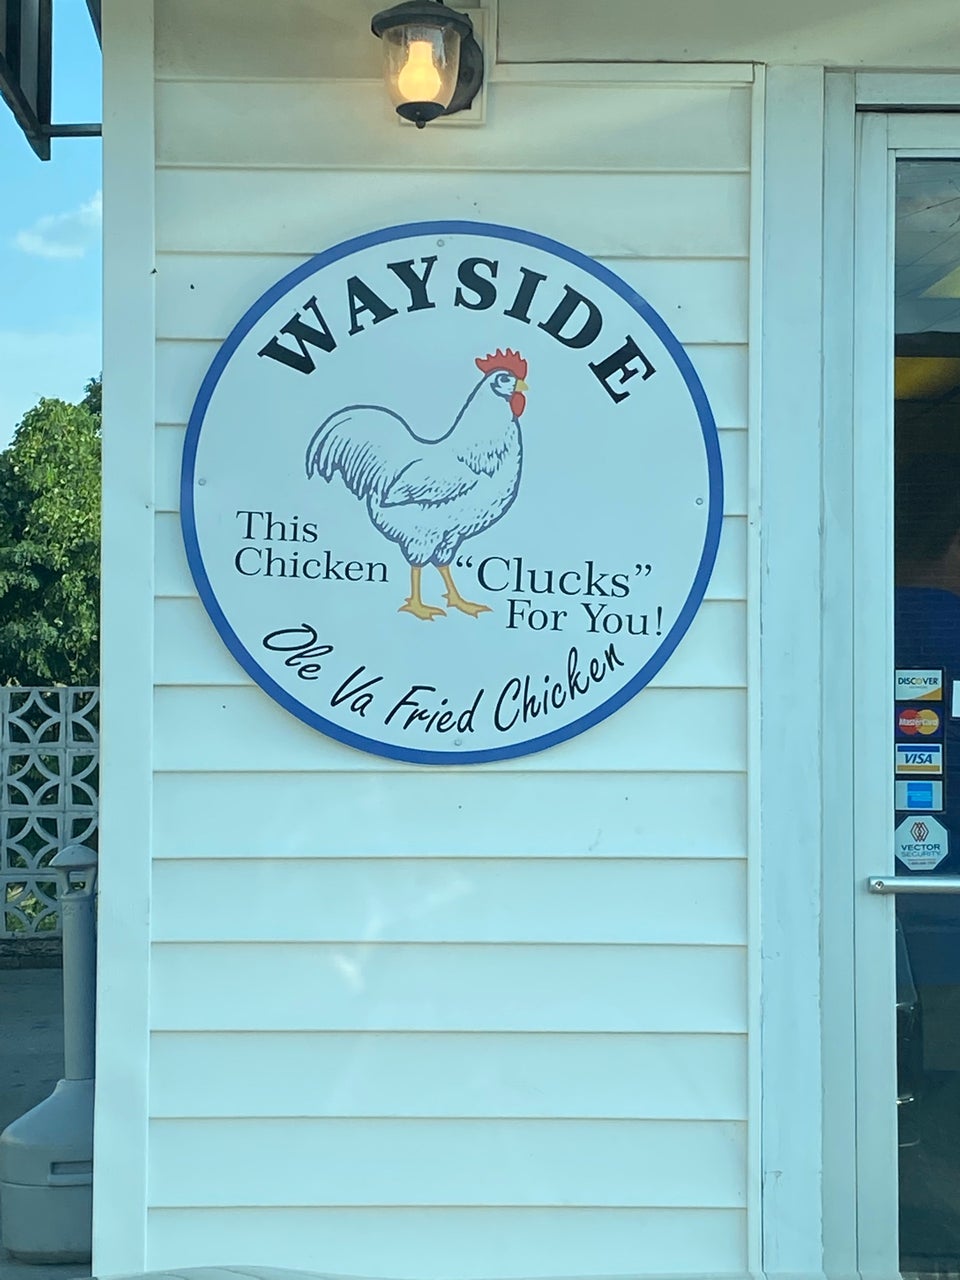 WAYSIDE
This
Chicken
"Clucks"
For You!
Ole Va Fried Chicken
DISCOVER
MasterCard
VISA
VECTOR
SECURITY